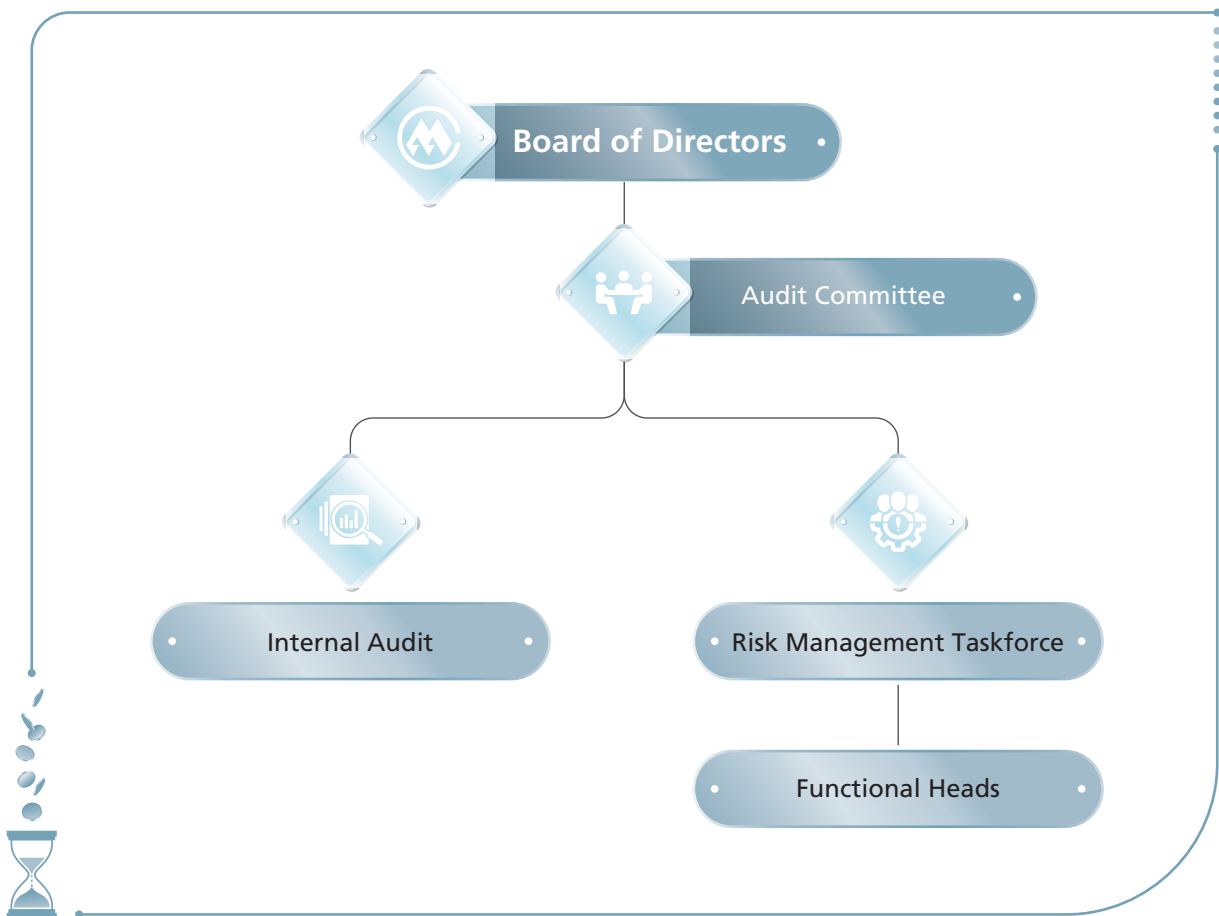 Board of Directors
Audit Committee
Internal Audit
Risk Management Taskforce
Functional Heads